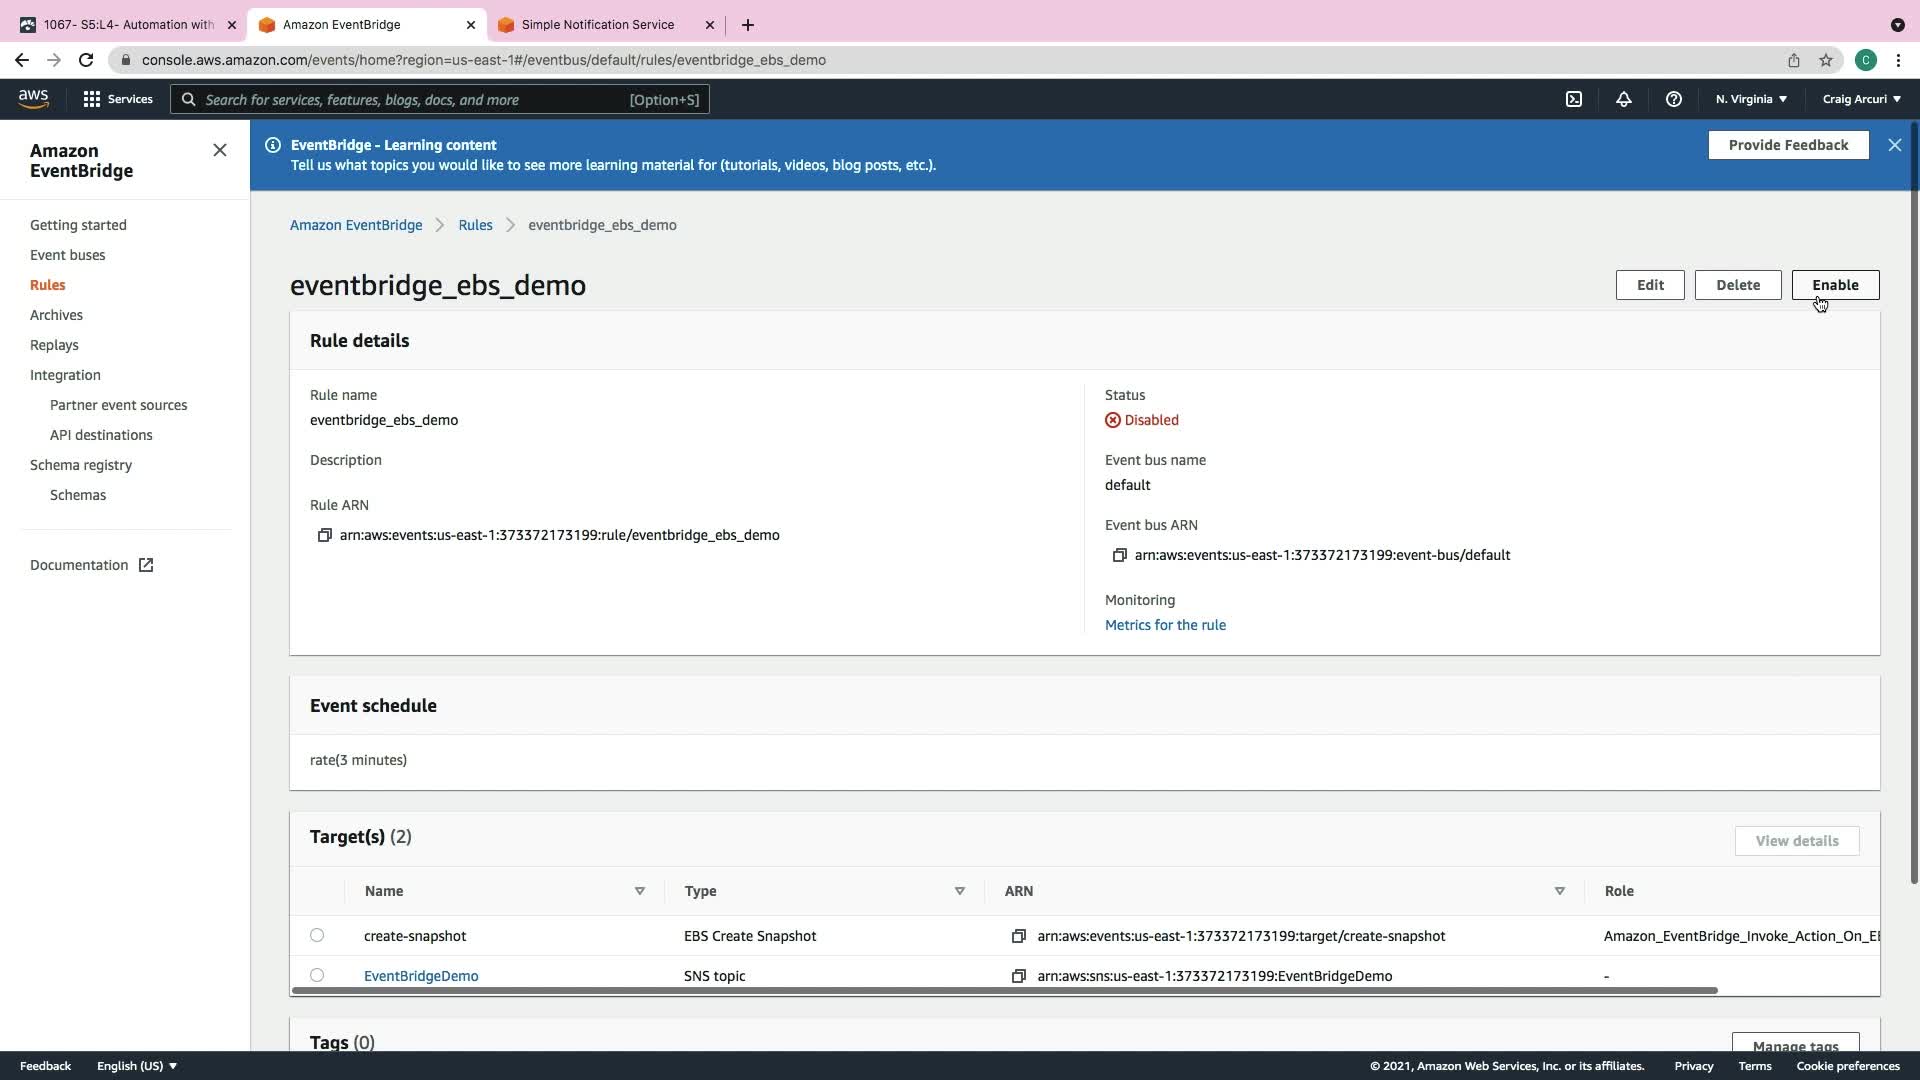 1067- S5:L4- Automation with
Amazon EventBridge
Simple Notification Service
console.aws.amazon.com/events/home?region=us-east-1#/eventbus/default/rules/eventbridge_ebs_demo
C
aws
Services
Search for services, features, blogs, docs, and more
[Option+S]
N. Virginia
Craig Arcuri
Amazon
EventBridge
Getting started
Event buses
Rules
Archives
Replays
Integration
Partner event sources
API destinations
Schema registry
Schemas
Documentation
EventBridge - Learning content
Tell us what topics you would like to see more learning material for (tutorials, videos, blog posts, etc.).
Provide Feedback
Amazon EventBridge
Rules
eventbridge_ebs_demo
eventbridge_ebs_demo
Edit
Delete
Enable
Rule details
Rule name
eventbridge_ebs_demo
Description
Rule ARN
arn:aws:events:us-east-1:373372173199:rule/eventbridge_ebs_demo
Status
Disabled
Event bus name
default
Event bus ARN
arn:aws:events:us-east-1:373372173199:event-bus/default
Monitoring
Metrics for the rule
Event schedule
rate(3 minutes)
Target(s) (2)
View details
Name
Type
ARN
Role
create-snapshot
EBS Create Snapshot
arn:aws:events:us-east-1:373372173199:target/create-snapshot
Amazon_EventBridge_Invoke_Action_On_E
EventBridgeDemo
SNS topic
arn:aws:sns:us-east-1:373372173199:EventBridgeDemo
-
Tags (0)
Manage tags
Feedback
English (US)
© 2021, Amazon Web Services, Inc. or its affiliates.
Privacy
Terms
Cookie preferences